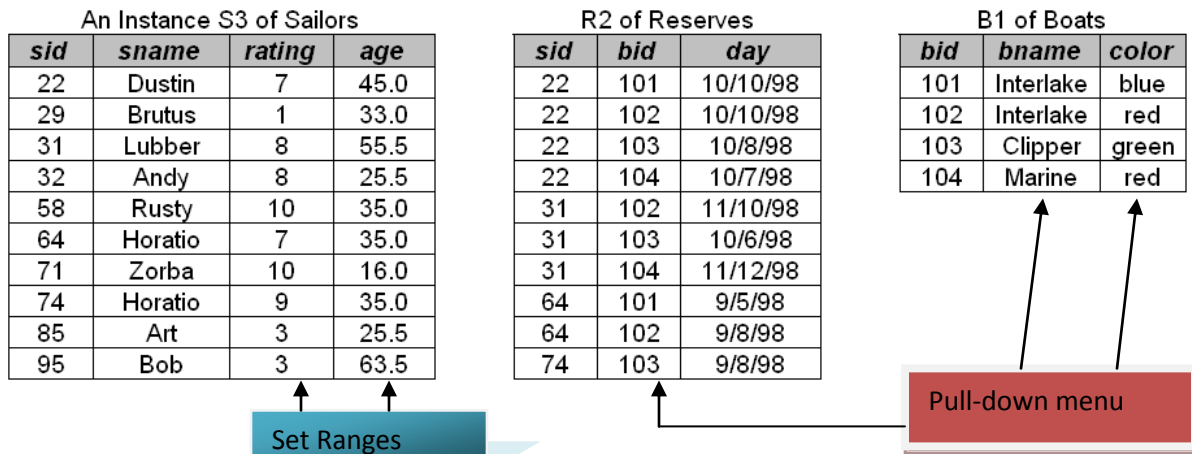 An Instance S3 of Sailors R2 of Reserves B1 of Boats
sid sname rating age sid bid day bid bname color
22 Dustin 7 45.0 22 101 10/10/98 101 Interlake blue
29 Brutus 1 33.0 22 102 10/10/98 102 Interlake red
31 Lubber 8 55.5 22 103 10/8/98 103 Clipper green
32 Andy 8 25.5 22 104 10/7/98 104 Marine red
58 Rusty 10 35.0 31 102 11/10/98
64 Horatio 7 35.0 31 103 10/6/98
71 Zorba 10 16.0 31 104 11/12/98
74 Horatio 9 35.0 64 101 9/5/98
85 Art 3 25.5 64 102 9/8/98
95 Bob 3 63.5 74 103 9/8/98
Pull-down menu
Set Ranges